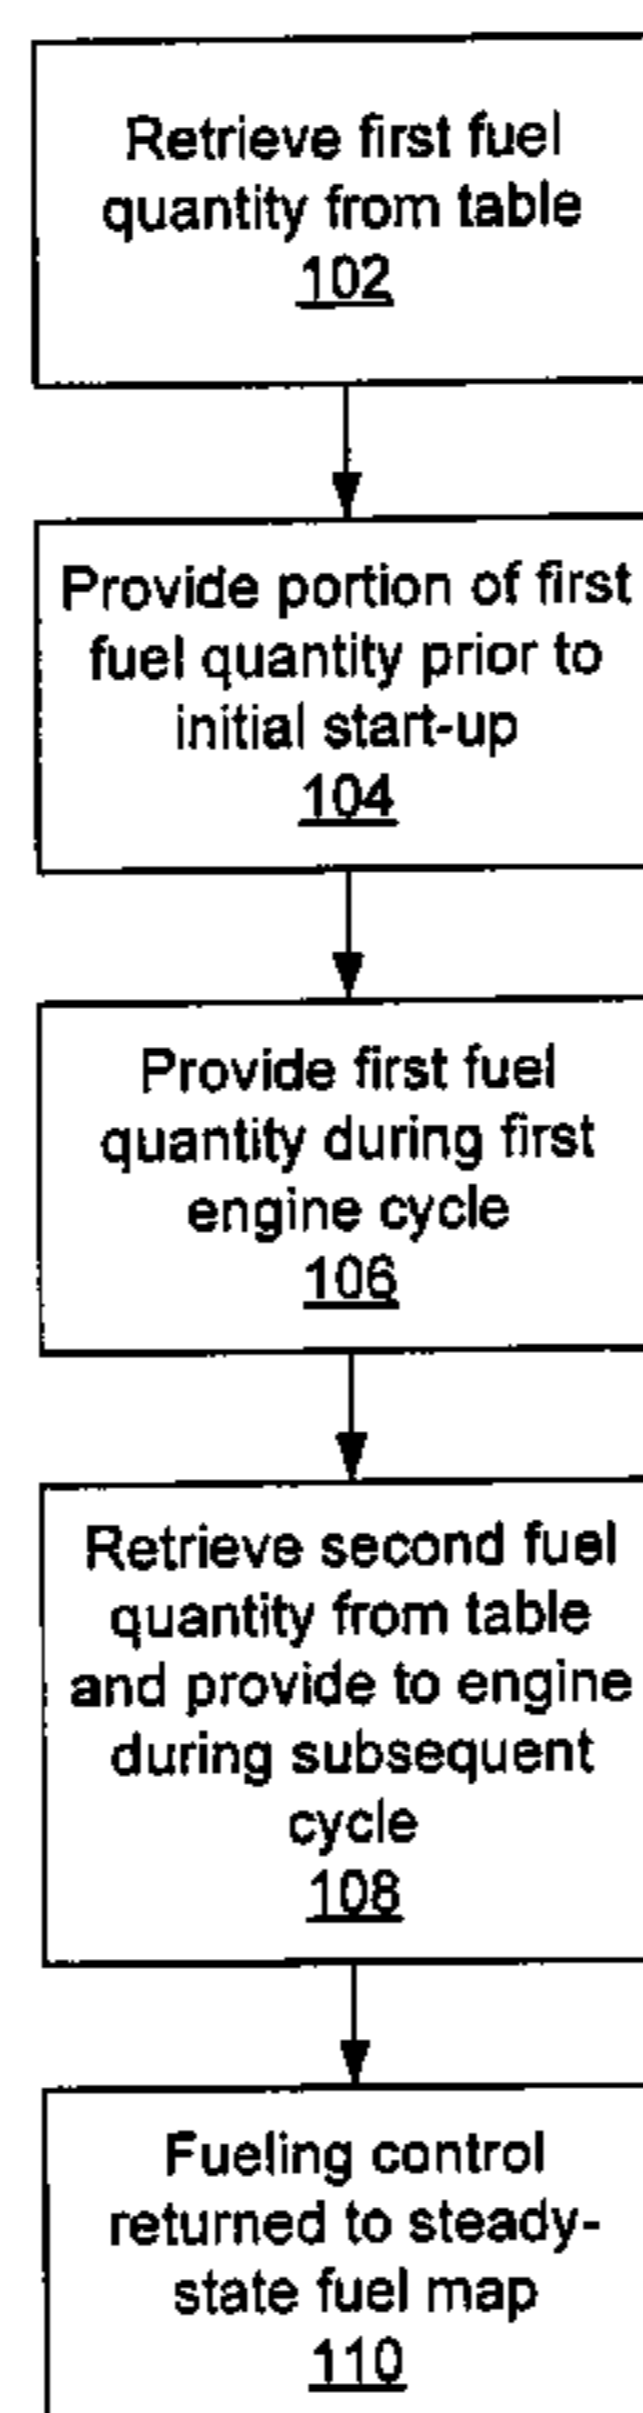 Retrieve first fuel
quantity from table
102
Provide portion of first
fuel quantity prior to
initial start-up
104
Provide first fuel
quantity during first
engine cycle
106
Retrieve second fuel
quantity from table
and provide to engine
during subsequent
cycle
108
Fueling control
returned to steady-
state fuel map
110